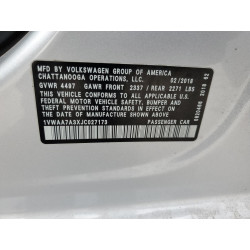 MFD. BY VOLKSWAGEN GROUP OF AMERICA
CHATTANOOGA OPERATIONS, LLC. 02/2018
GVWR 4497 GAWR FRONT 2337 / REAR 2271 LBS
THIS VEHICLE CONFORMS TO ALL APPLICABLE
FEDERAL MOTOR VEHICLE SAFETY, BUMPER AND
THEFT PREVENTION STANDARDS IN EFFECT ON
THE DATE OF MANUFACTURE SHOWN ABOVE.
1VWAA7A3XJC027173 PASSENGER CAR
2018 02